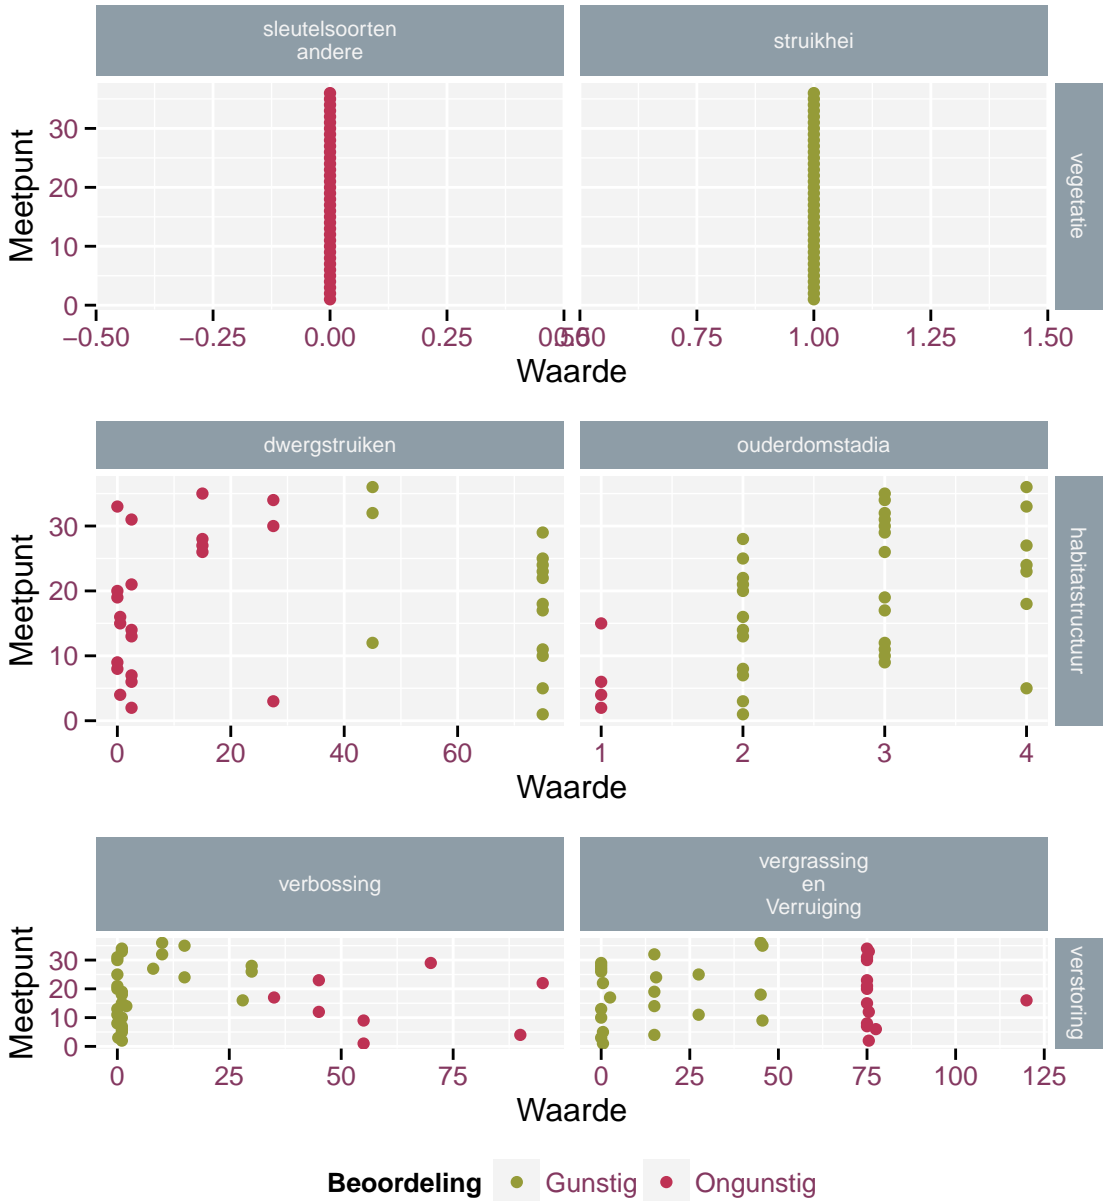 sleutelsoorten
andere
struikhei
Meetpunt
30
20
10
0
vegetatie
−0.50 −0.25 0.00 0.25 0.50 0.50 0.75 1.00 1.25 1.50
Waarde
dwergstruiken
ouderdomstadia
Meetpunt
30
20
10
0
habitatstructuur
0 20 40 60 1 2 3 4
Waarde
verbossing
vergrassing
en
Verruiging
Meetpunt
30
20
10
0
verstoring
0 25 50 75 0 25 50 75 100 125
Waarde
Beoordeling Gunstig Ongunstig